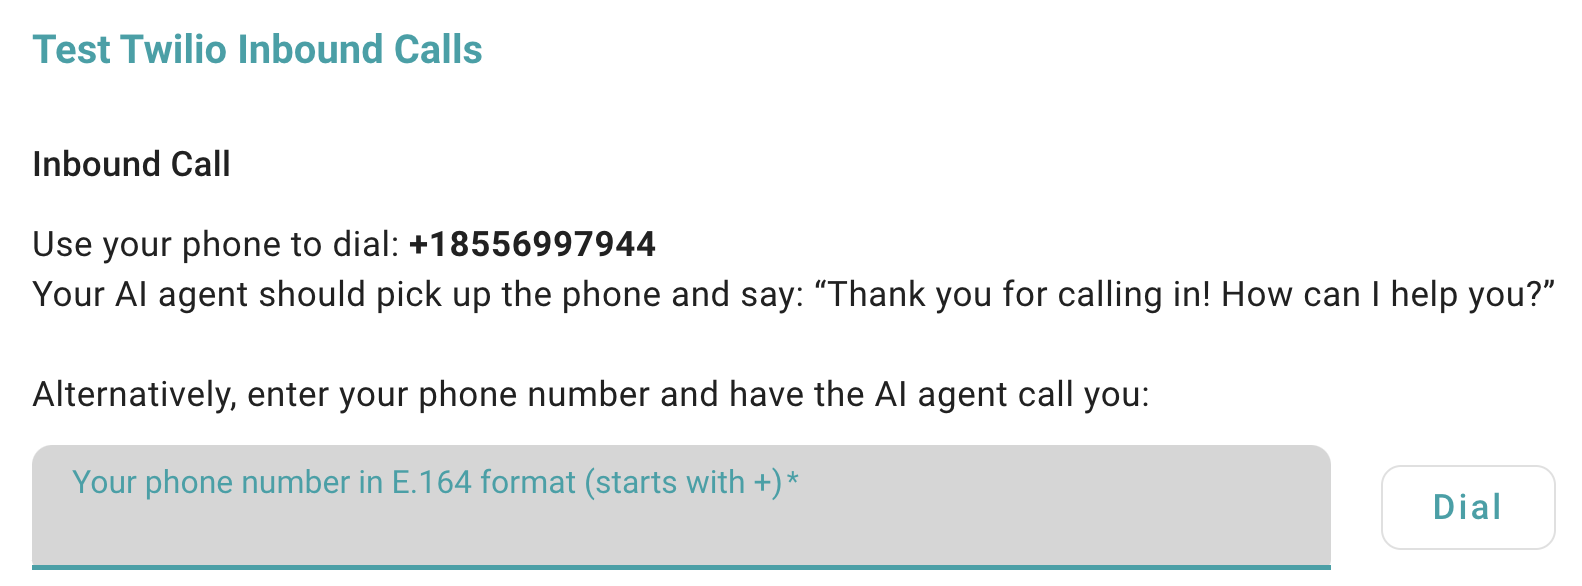 Test Twilio Inbound Calls
Inbound Call
Use your phone to dial: +18556997944
Your AI agent should pick up the phone and say: “Thank you for calling in! How can I help you?”
Alternatively, enter your phone number and have the AI agent call you:
Your phone number in E.164 format (starts with +)*
Dial